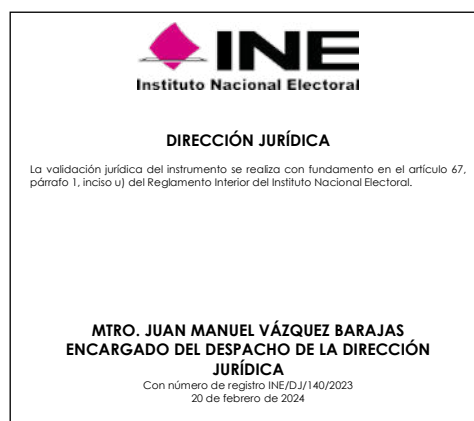 INE
Instituto Nacional Electoral
DIRECCIÓN JURÍDICA
La validación jurídica del instrumento se realiza con fundamento en el artículo 67,
párrafo 1, inciso u) del Reglamento Interior del Instituto Nacional Electoral.
MTRO. JUAN MANUEL VÁZQUEZ BARAJAS
ENCARGADO DEL DESPACHO DE LA DIRECCIÓN
JURÍDICA
Con número de registro INE/DJ/140/2023
20 de febrero de 2024